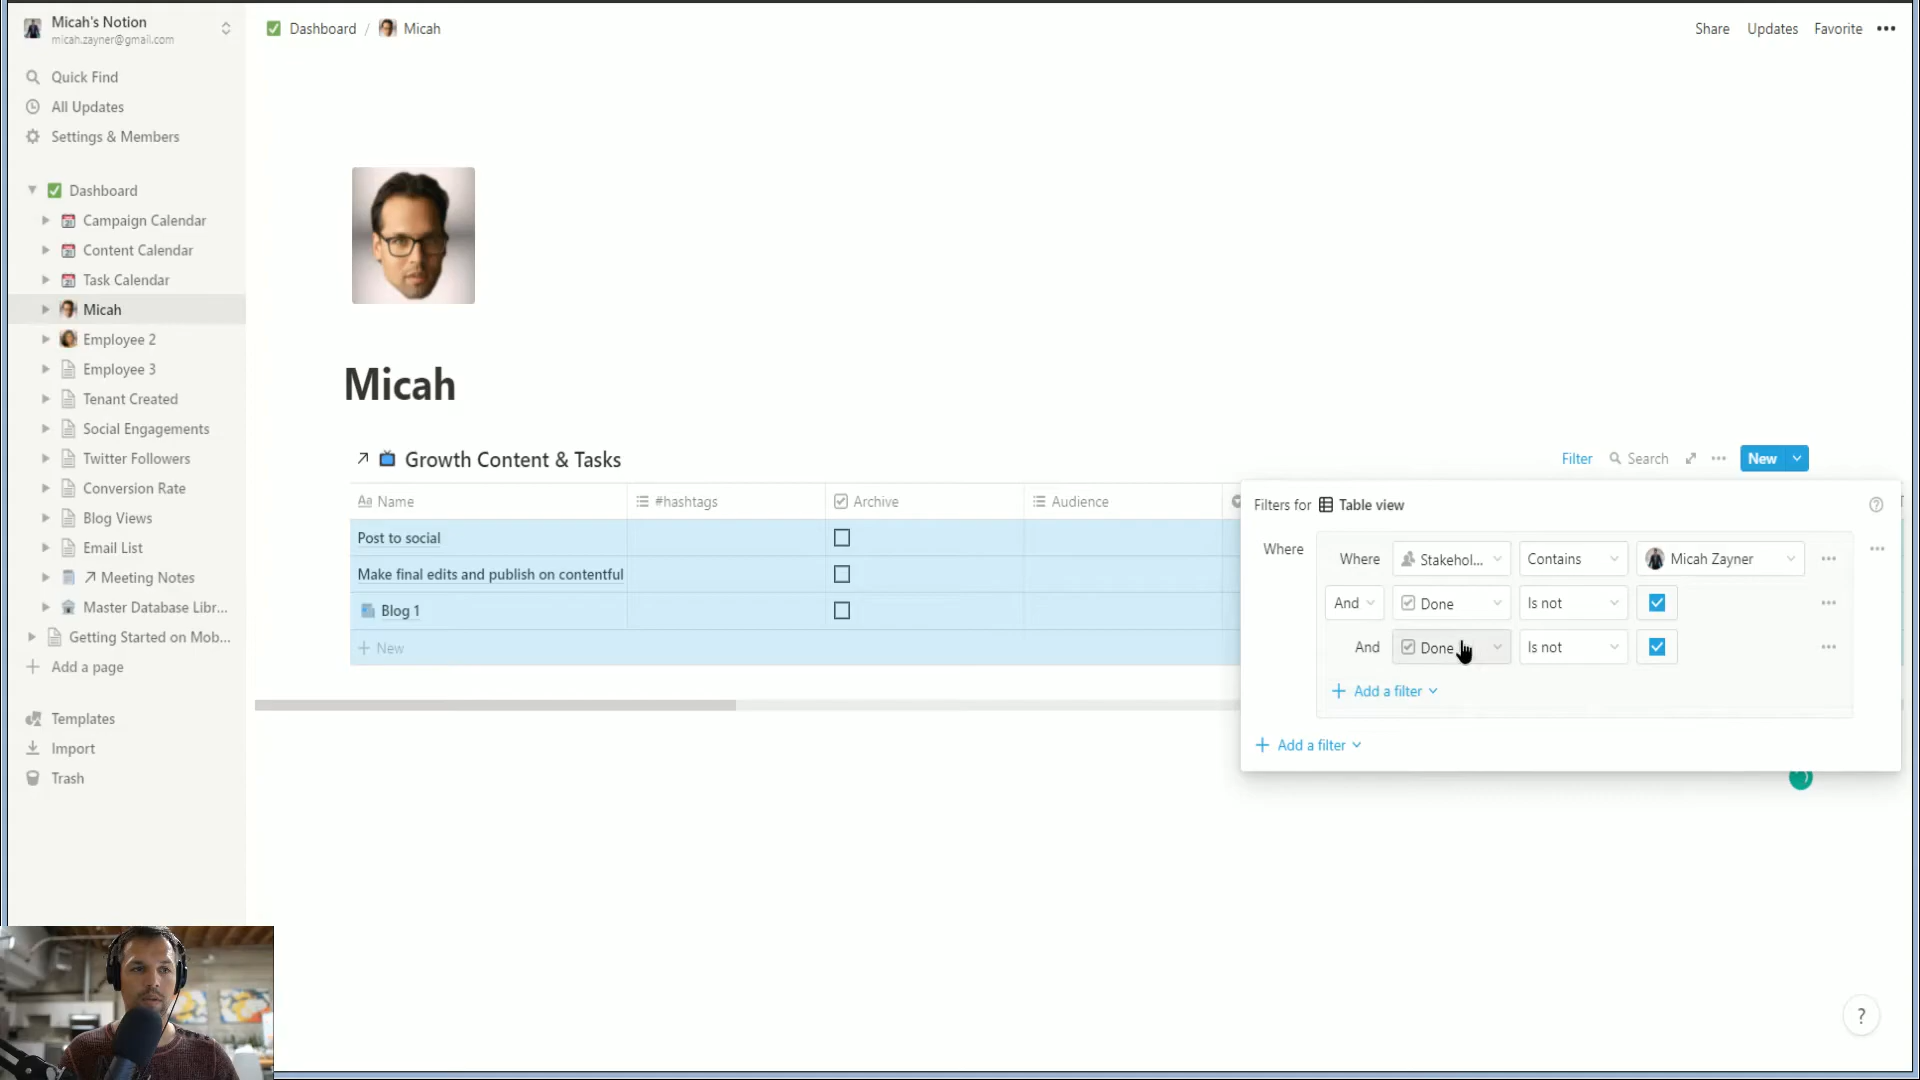 Micah's Notion
micah.zayner@gmail.com
Quick Find
All Updates
Settings & Members
Dashboard
Campaign Calendar
Content Calendar
Task Calendar
Micah
Employee 2
Employee 3
Tenant Created
Social Engagements
Twitter Followers
Conversion Rate
Blog Views
Email List
Meeting Notes
Master Database Libr...
Getting Started on Mob...
Add a page
Templates
Import
Trash
Dashboard / Micah
Share Updates Favorite
Micah
Growth Content & Tasks
Filter Search New
Aa Name #hashtags Archive Audience
Post to social
Make final edits and publish on contentful
Blog 1
+ New
Filters for Table view ?
Where
Where Stakehol... Contains Micah Zayner
And Done Is not
And Done Is not
+ Add a filter
+ Add a filter
?